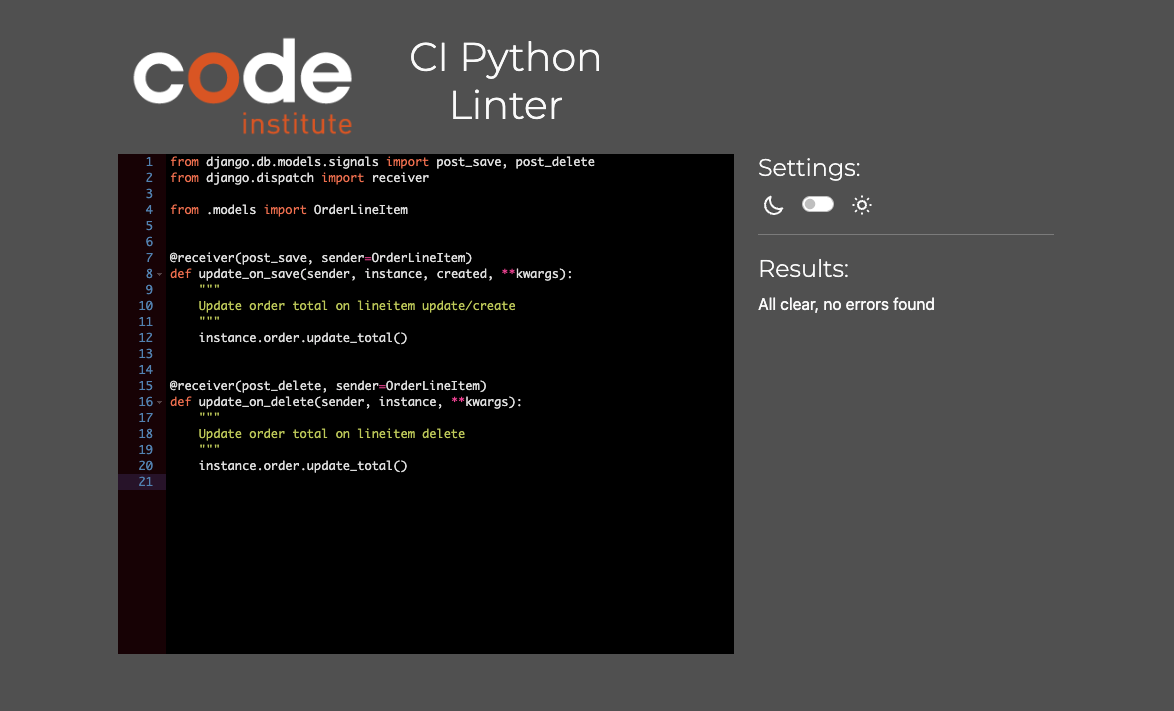 code
institute
CI Python
Linter
1 from django.db.models.signals import post_save, post_delete
2 from django.dispatch import receiver
3
4 from .models import OrderLineItem
5
6
7 @receiver(post_save, sender=OrderLineItem)
8 def update_on_save(sender, instance, created, **kwargs):
9     """
10     Update order total on lineitem update/create
11     """
12     instance.order.update_total()
13
14
15 @receiver(post_delete, sender=OrderLineItem)
16 def update_on_delete(sender, instance, **kwargs):
17     """
18     Update order total on lineitem delete
19     """
20     instance.order.update_total()
21
Settings:
Results:
All clear, no errors found